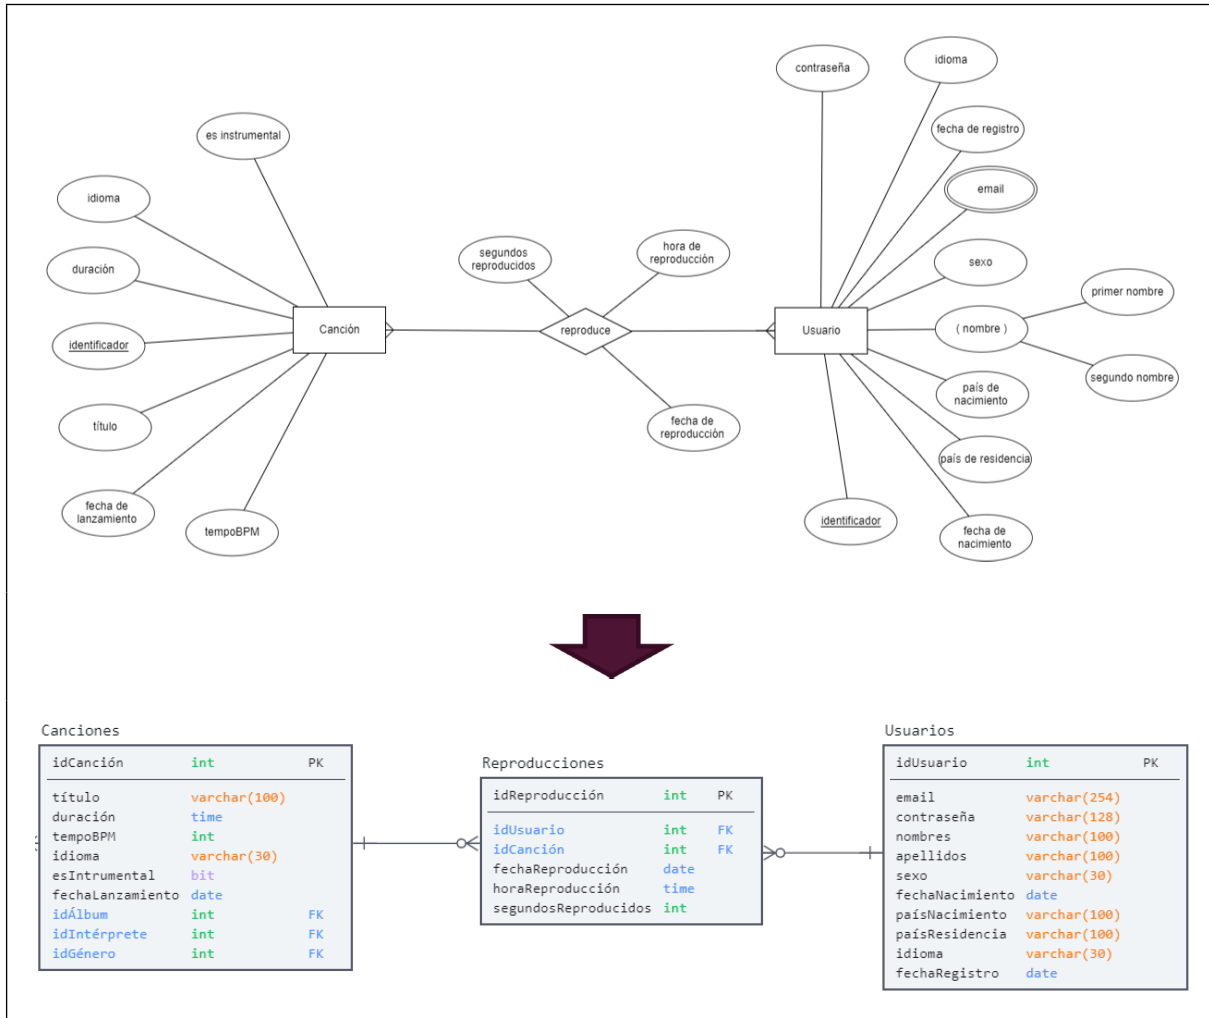 contraseña
idioma
fecha de registro
es instrumental
email
idioma
segundos
reproducidos
hora de
reproducción
sexo
duración
primer nombre
Canción
reproduce
Usuario
( nombre )
identificador
segundo nombre
país de
nacimiento
título
fecha de
reproducción
país de residencia
fecha de
lanzamiento
tempoBPM
identificador
fecha de
nacimiento
Canciones
idCanción int PK
título varchar(100)
duración time
tempoBPM int
idioma varchar(30)
esIntrumental bit
fechaLanzamiento date
idÁlbum int FK
idIntérprete int FK
idGénero int FK
Reproducciones
idReproducción int PK
idUsuario int FK
idCanción int FK
fechaReproducción date
horaReproducción time
segundosReproducidos int
Usuarios
idUsuario int PK
email varchar(254)
contraseña varchar(128)
nombres varchar(100)
apellidos varchar(100)
sexo varchar(30)
fechaNacimiento date
paísNacimiento varchar(100)
paísResidencia varchar(100)
idioma varchar(30)
fechaRegistro date